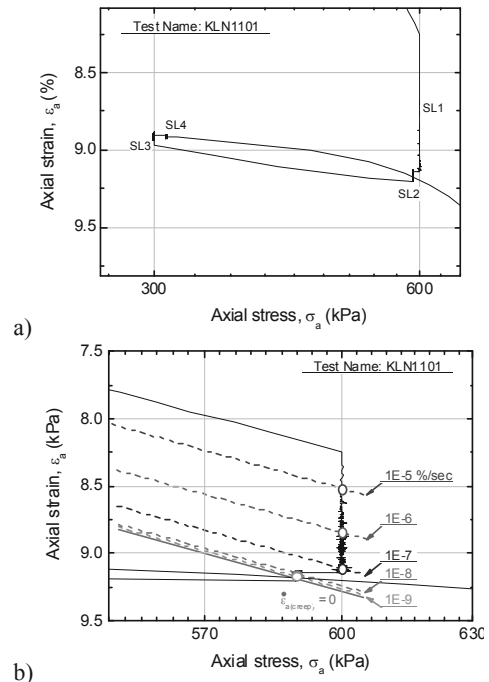 Test Name: KLN1101
8.5
9.0
9.5
SL1
SL4
SL3
SL2
Axial strain, εa (%)
300
600
Axial stress, σa (kPa)
a)
7.5
8.0
8.5
9.0
9.5
Test Name: KLN1101
1E-5 %/sec
1E-6
1E-7
1E-8
1E-9
ε̇a(creep) = 0
Axial strain, εa (kPa)
570
600
630
Axial stress, σa (kPa)
b)